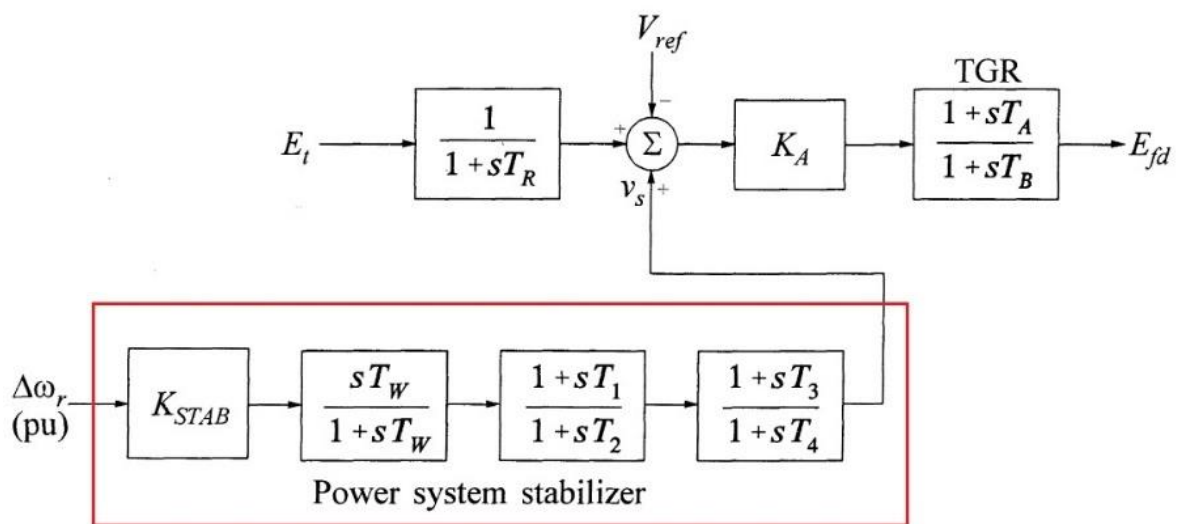 V_ref
TGR
E_t
1
1 + sT_R
+
−
Σ
v_s
+
K_A
1 + sT_A
1 + sT_B
E_fd
Δω_r
(pu)
K_STAB
sT_W
1 + sT_W
1 + sT_1
1 + sT_2
1 + sT_3
1 + sT_4
Power system stabilizer